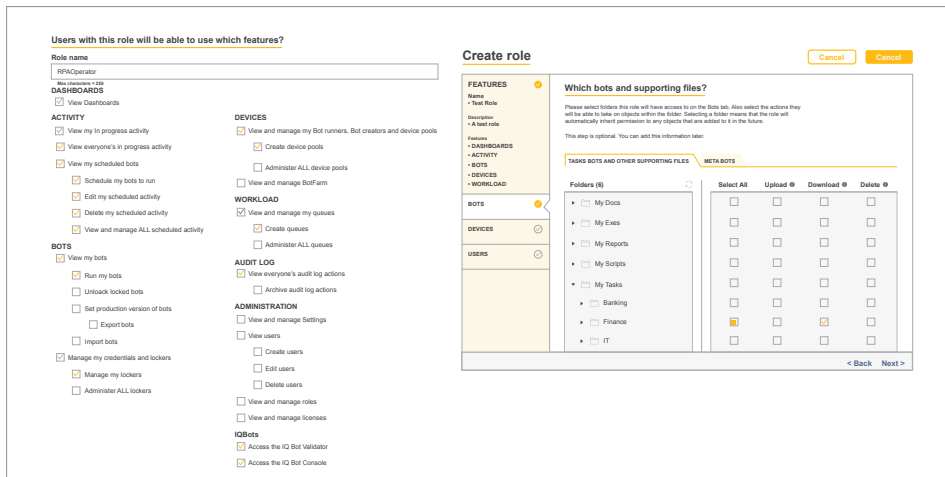 Users with this role will be able to use which features?
Role name
RPAOperator
Max characters = 255
DASHBOARDS
View Dashboards
ACTIVITY
View my In progress activity
View everyone's in progress activity
View my scheduled bots
Schedule my bots to run
Edit my scheduled activity
Delete my scheduled activity
View and manage ALL scheduled activity
BOTS
View my bots
Run my bots
Unloack locked bots
Set production version of bots
Export bots
Import bots
Manage my credentials and lockers
Manage my lockers
Administer ALL lockers
DEVICES
View and manage my Bot runners, Bot creators and device pools
Create device pools
Administer ALL device pools
View and manage BotFarm
WORKLOAD
View and manage my queues
Create queues
Administer ALL queues
AUDIT LOG
View everyone's audit log actions
Archive audit log actions
ADMINISTRATION
View and manage Settings
View users
Create users
Edit users
Delete users
View and manage roles
View and manage licenses
IQBots
Access the IQ Bot Validator
Access the IQ Bot Console
Create role
Cancel
Cancel
FEATURES
Name
• Test Role
Description
• A test role
Features
• DASHBOARDS
• ACTIVITY
• BOTS
• DEVICES
• WORKLOAD
BOTS
DEVICES
USERS
Which bots and supporting files?
Please select folders this role will have access to on the Bots tab. Also select the actions they
will be able to take on objects within the folder. Selecting a folder means that the role will
automatically inherit permission to any objects that are added to it in the future.
This step is optional. You can add this information later.
TASKS BOTS AND OTHER SUPPORTING FILES META BOTS
Folders (6) Select All Upload Download Delete
My Docs
My Exes
My Reports
My Scripts
My Tasks
Banking
Finance
IT
< Back Next >